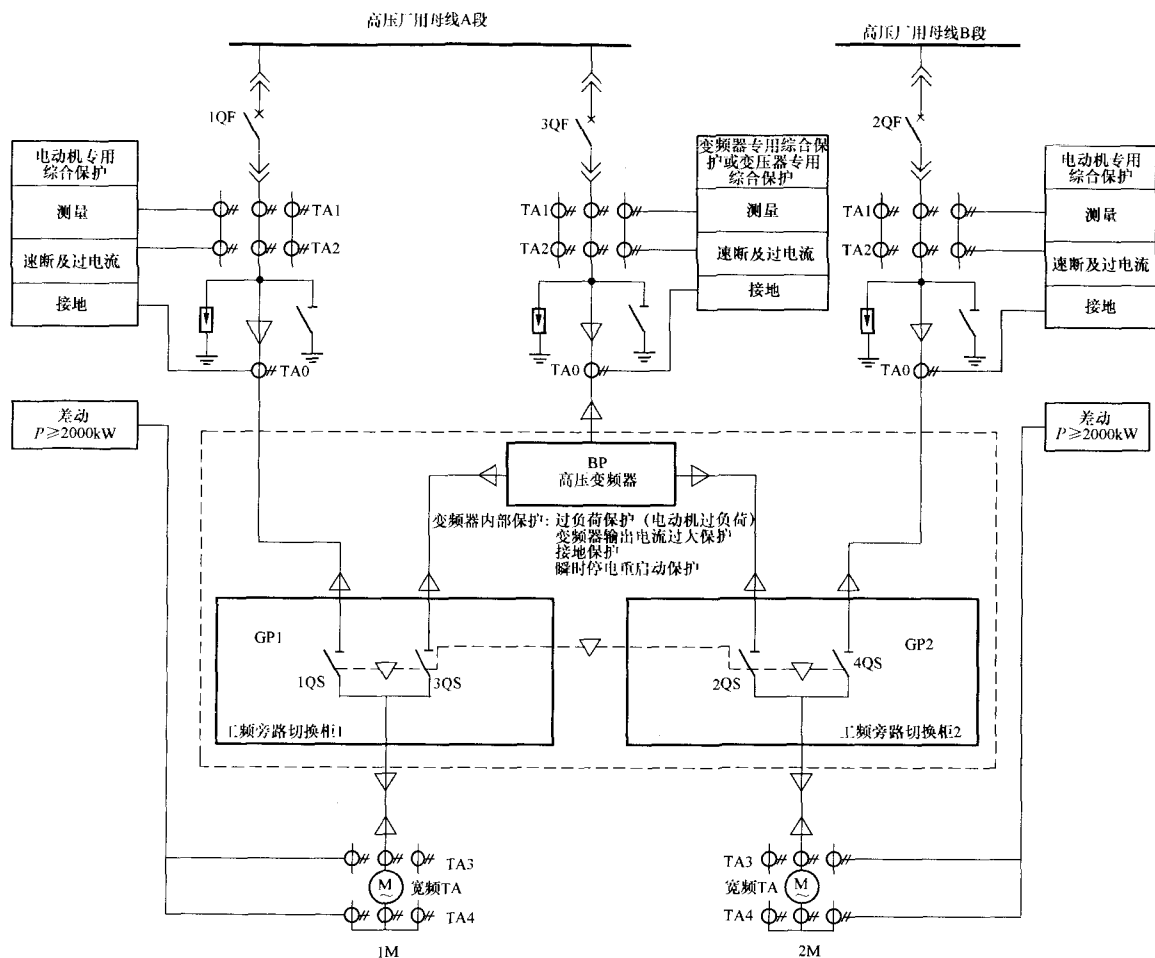 高压厂用母线A段
高压厂用母线B段
1QF
3QF
2QF
电动机专用
综合保护
测量
速断及过电流
接地
TA1
TA2
TA0
变频器专用综合保
护或变压器专用
综合保护
测量
速断及过电流
接地
TA1
TA2
TA0
电动机专用
综合保护
测量
速断及过电流
接地
TA1
TA2
TA0
差动
P≥2000kW
差动
P≥2000kW
BP
高压变频器
变频器内部保护：过负荷保护（电动机过负荷）
变频器输出电流过大保护
接地保护
瞬时停电重启动保护
GP1
1QS
3QS
工频旁路切换柜1
GP2
2QS
4QS
工频旁路切换柜2
TA3
M
~
宽频TA
TA4
1M
TA3
宽频TA
M
~
TA4
2M